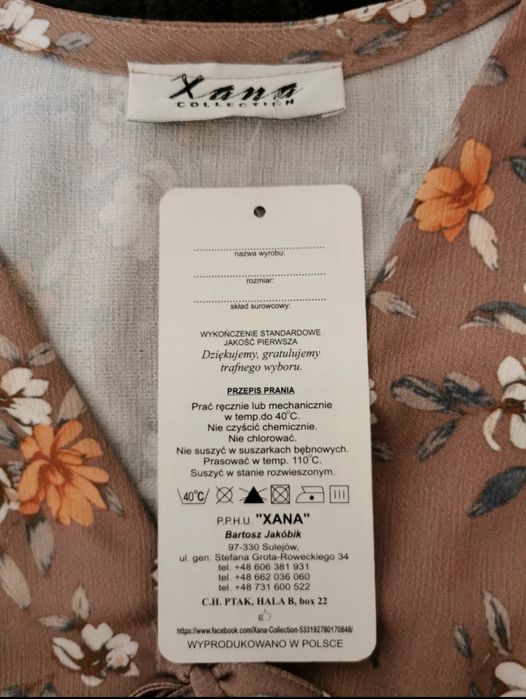 Xana
COLLECTION
nazwa wyrobu:
rozmiar:
skład surowcowy:
WYKOŃCZENIE STANDARDOWE
JAKOŚĆ PIERWSZA
Dziękujemy, gratulujemy
trafnego wyboru.
PRZEPIS PRANIA
Prać ręcznie lub mechanicznie
w temp.do 40°C.
Nie czyścić chemicznie.
Nie chlorować.
Nie suszyć w suszarkach bębnowych.
Prasować w temp. 110°C.
Suszyć w stanie rozwieszonym.
40°C
P.P.H.U. "XANA"
Bartosz Jakóbik
97-330 Sulejów,
ul. gen. Stefana Grota-Roweckiego 34
tel. +48 606 381 931
tel. +48 662 036 060
tel. +48 731 600 522
C.H. PTAK, HALA B, box 22
https://www.facebook.com/Xana-Collection-533192780170848/
WYPRODUKOWANO W POLSCE